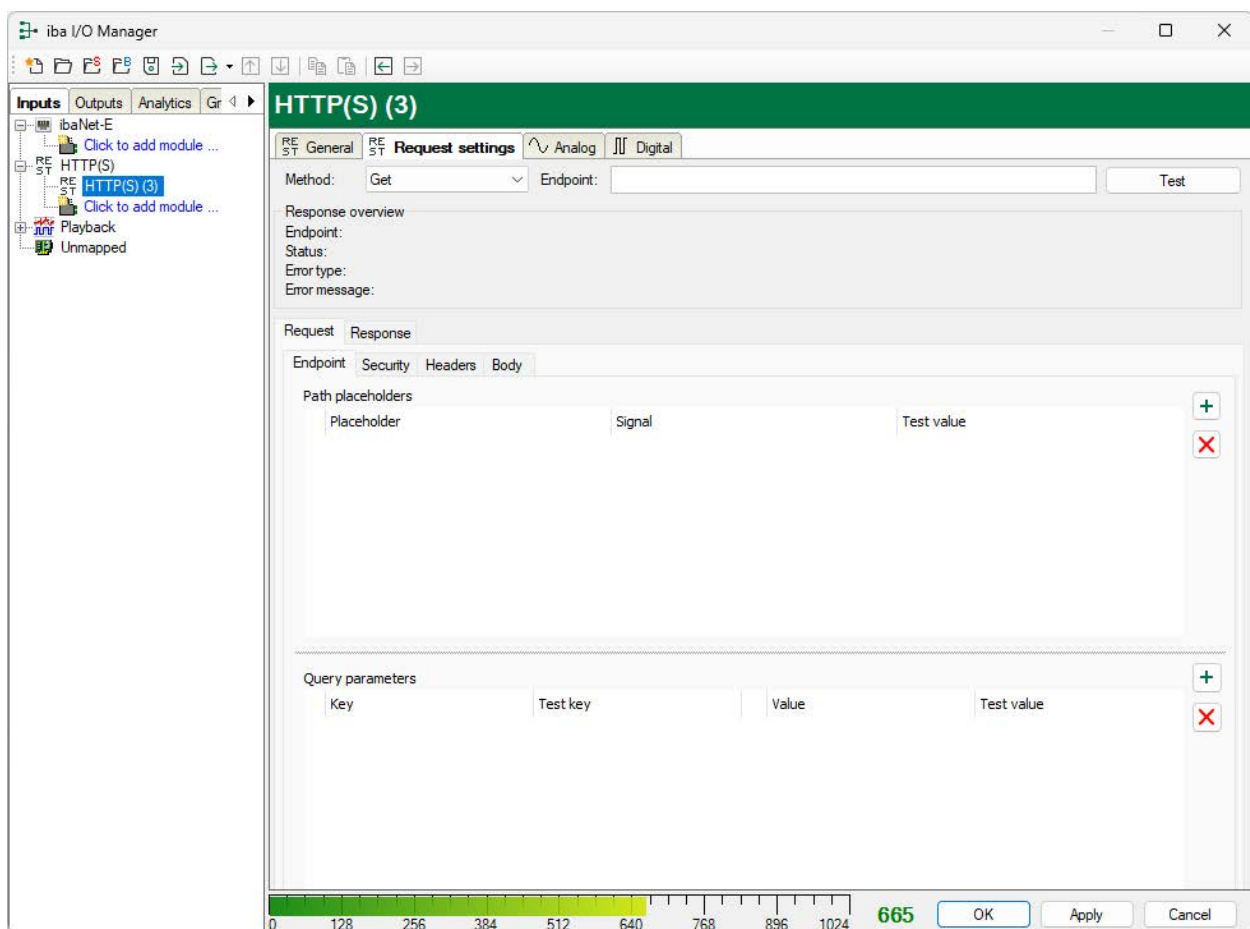 iba I/O Manager
Inputs Outputs Analytics Gr
ibaNet-E
Click to add module ...
HTTP(S)
HTTP(S) (3)
Click to add module ...
Playback
Unmapped
HTTP(S) (3)
General Request settings Analog Digital
Method: Get Endpoint: Test
Response overview
Endpoint:
Status:
Error type:
Error message:
Request Response
Endpoint Security Headers Body
Path placeholders
Placeholder Signal Test value
Query parameters
Key Test key Value Test value
0 128 256 384 512 640 768 896 1024 665 OK Apply Cancel